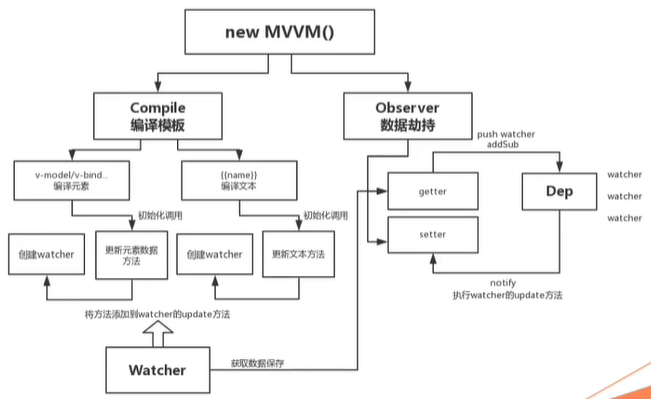 new MVVM()
Compile
编译模板
Observer
数据劫持
push watcher
addSub
v-model/v-bind...
编译元素
{{name}}
编译文本
getter
Dep
watcher
watcher
watcher
初始化调用
初始化调用
setter
创建watcher
更新元素数据
方法
创建watcher
更新文本方法
notify
执行watcher的update方法
将方法添加到watcher的update方法
Watcher
获取数据保存